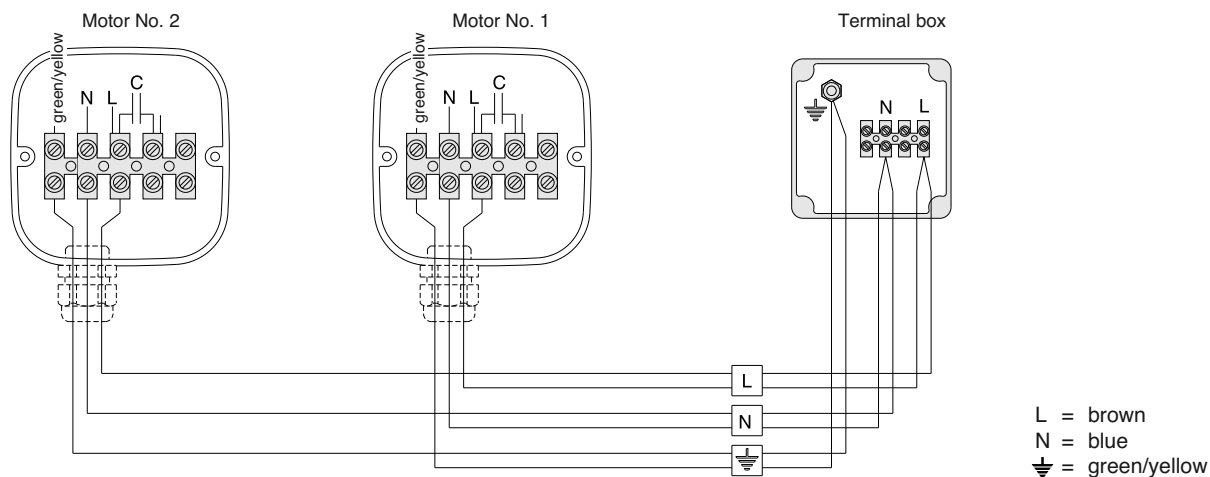 Motor No. 2
Motor No. 1
Terminal box
green/yellow
N
L
C
green/yellow
N
L
C
N
L
L
N
L = brown
N = blue
⏚ = green/yellow